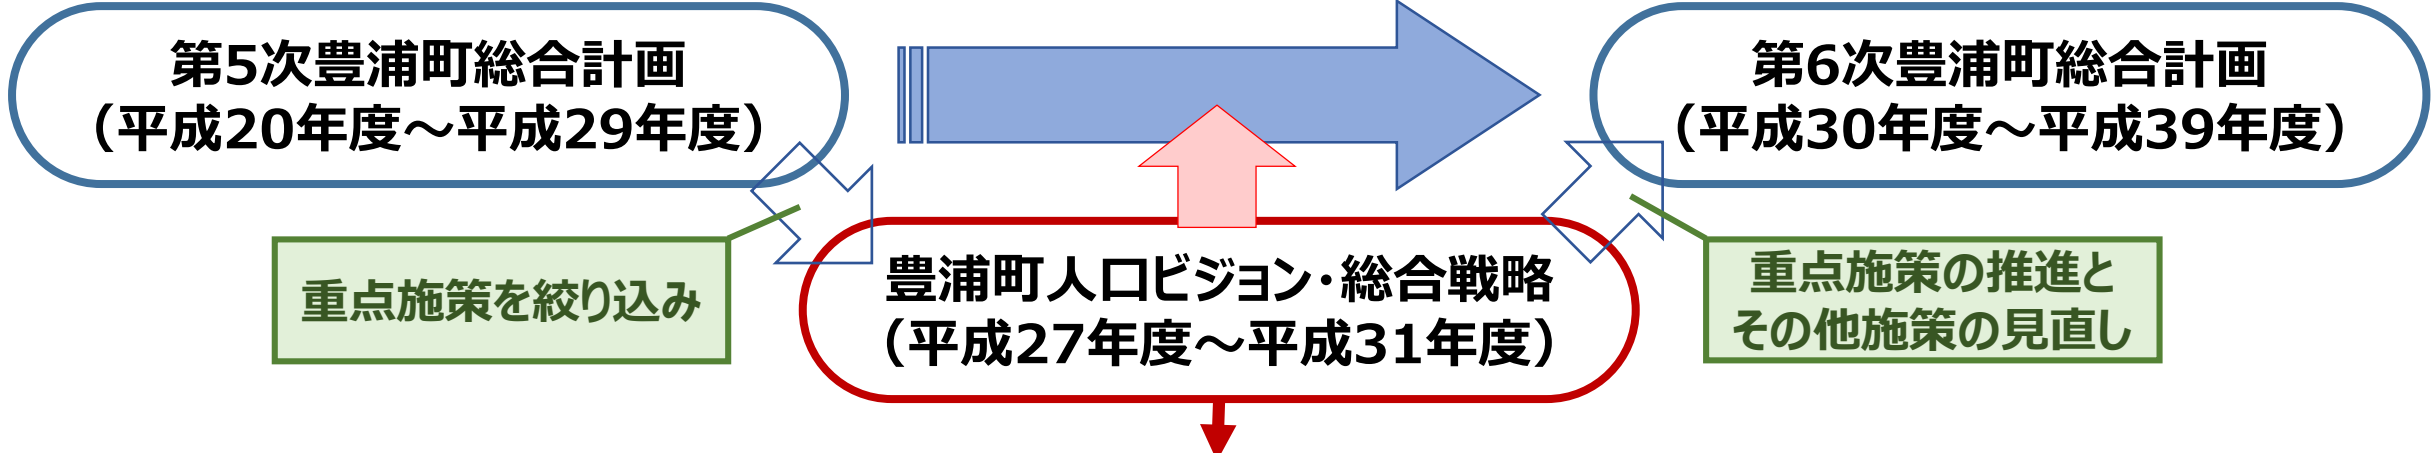 第5次豊浦町総合計画
（平成20年度～平成29年度）
第6次豊浦町総合計画
（平成30年度～平成39年度）
重点施策を絞り込み
豊浦町人口ビジョン・総合戦略
（平成27年度～平成31年度）
重点施策の推進と
その他施策の見直し